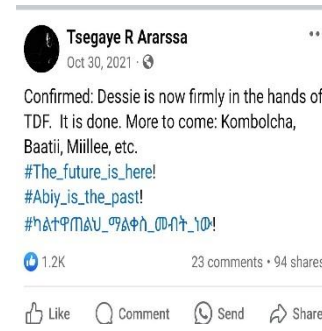 Tsegaye R Ararssa
Oct 30, 2021
Confirmed: Dessie is now firmly in the hands of
TDF. It is done. More to come: Kombolcha,
Baatii, Miillee, etc.
#The_future_is_here!
#Abiy_is_the_past!
#ካልተዋጠልህ_ማልቀስ_መብት_ነው!
1.2K 23 comments • 94 shares
Like Comment Send Share